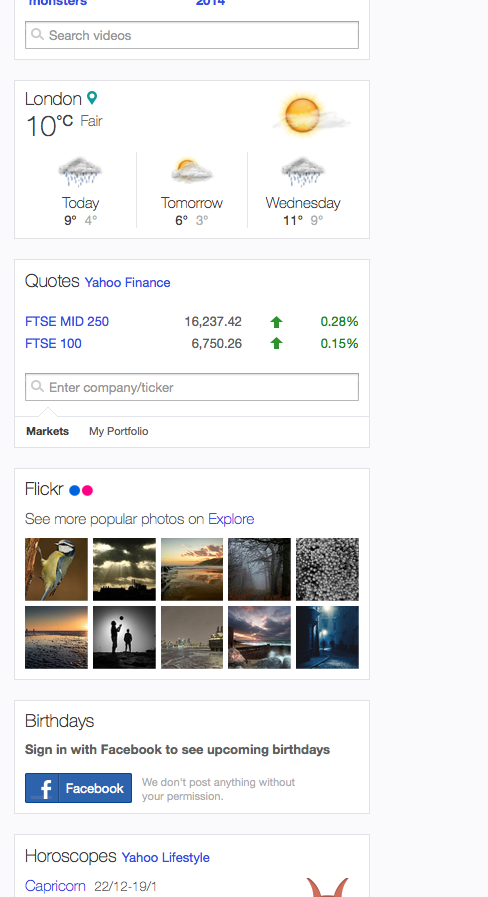 monsters 2014
Search videos
London
10°C Fair
Today Tomorrow Wednesday
9° 4° 6° 3° 11° 9°
Quotes Yahoo Finance
FTSE MID 250 16,237.42 0.28%
FTSE 100 6,750.26 0.15%
Enter company/ticker
Markets My Portfolio
Flickr
See more popular photos on Explore
Birthdays
Sign in with Facebook to see upcoming birthdays
f Facebook We don't post anything without
your permission.
Horoscopes Yahoo Lifestyle
Capricorn 22/12-19/1